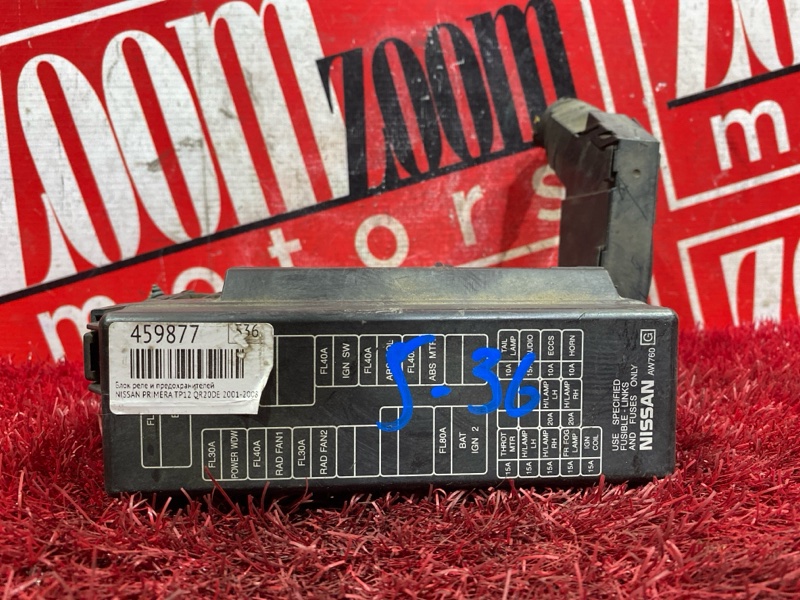 ZOOM
motors
ZOOM
m
459877
536
Блок реле и предохранителей
NISSAN PRIMERA TP12 QR20DE 2001-2008
5-36
FL40A
IGN SW
FL40A
ABS MTR
10A TAIL LAMP
AUDIO
10A ECCS
10A HORN
20A H/LAMP LH
20A H/LAMP RH
FL30A
POWER WDW
FL40A
RAD FAN1
FL30A
RAD FAN2
FL80A
BAT
IGN 2
15A THROT MTR
15A H/LAMP LH
15A H/LAMP RH
15A FR.FOG LAMP
15A IGN COIL
USE SPECIFIED
FUSIBLE - LINKS
AND FUSES ONLY
NISSAN AW760 G